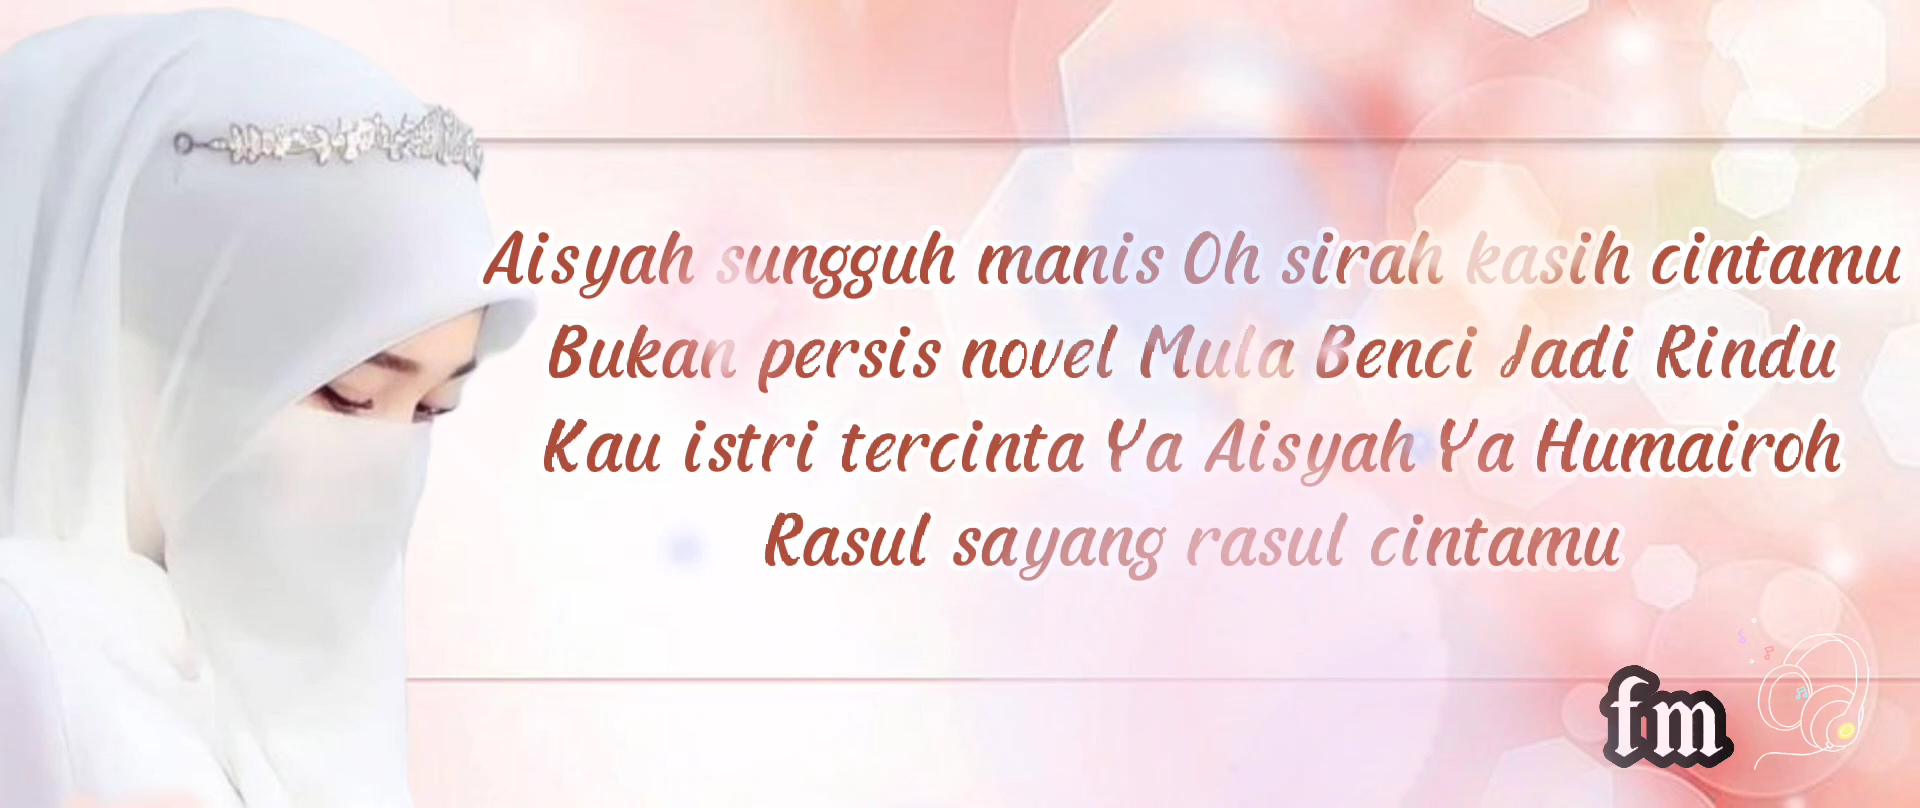 Aisyah sungguh manis Oh sirah kasih cintamu
Bukan persis novel Mula Benci Jadi Rindu
Kau istri tercinta Ya Aisyah Ya Humairoh
Rasul sayang rasul cintamu
fm